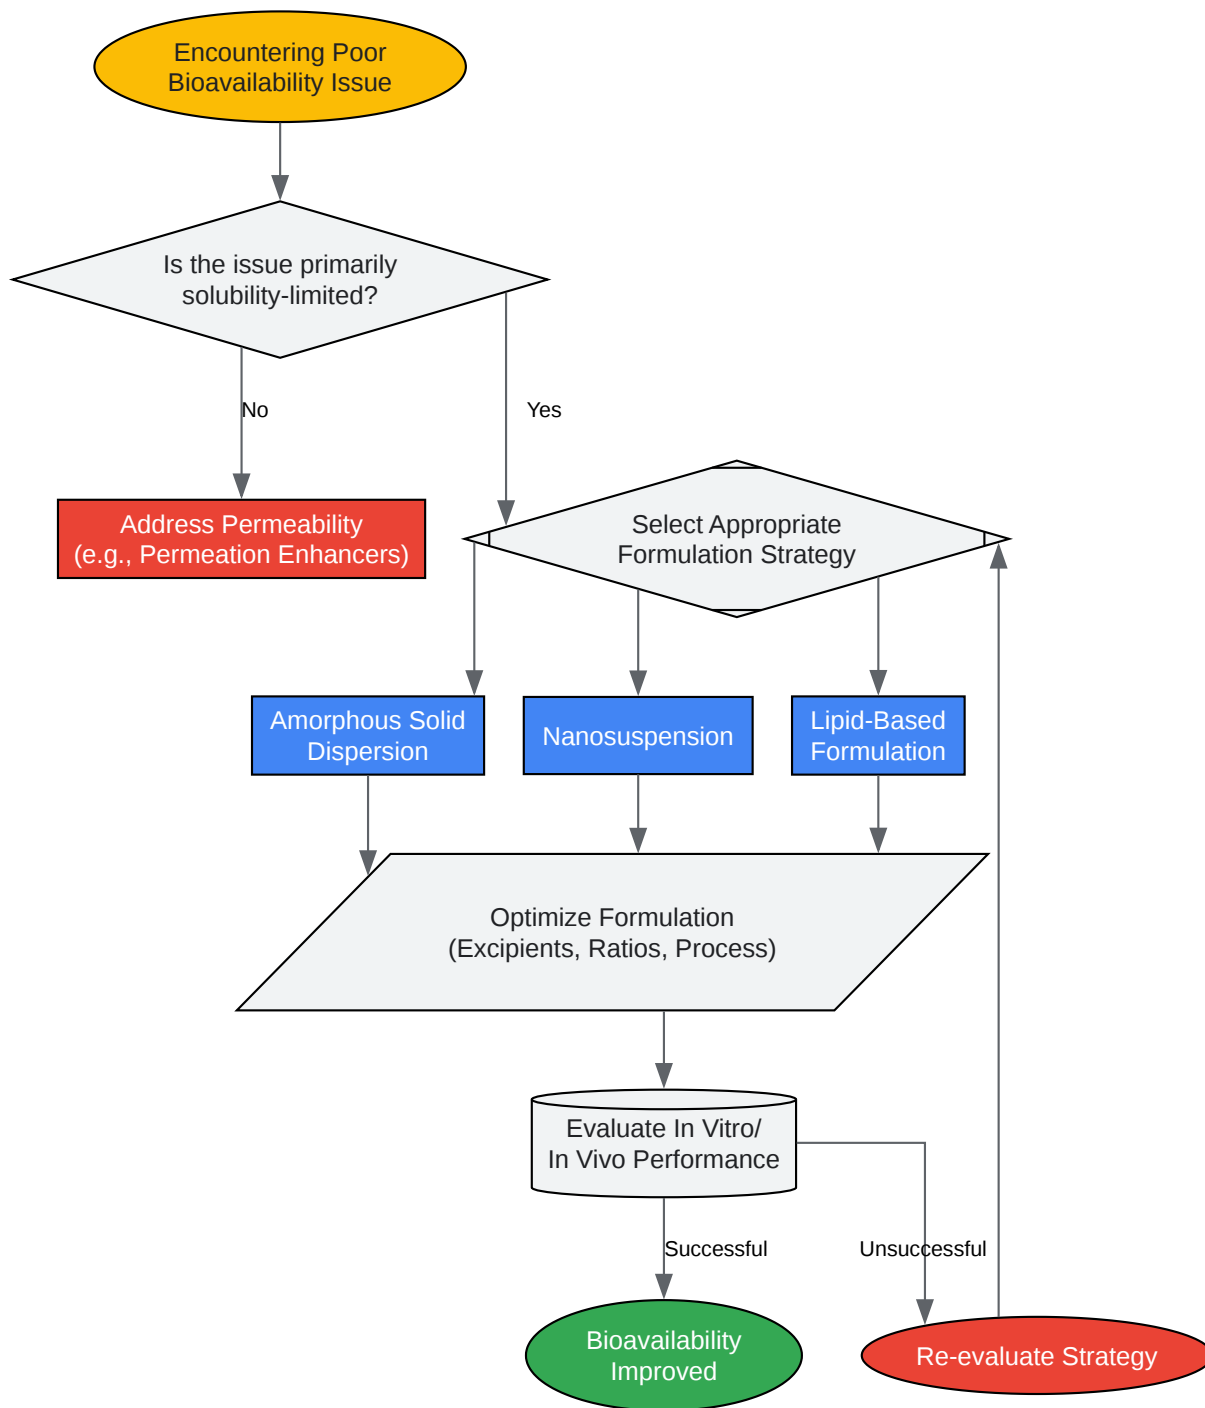 Encountering Poor
Bioavailability Issue
Is the issue primarily
solubility-limited?
No
Yes
Address Permeability
(e.g., Permeation Enhancers)
Select Appropriate
Formulation Strategy
Amorphous Solid
Dispersion
Nanosuspension
Lipid-Based
Formulation
Optimize Formulation
(Excipients, Ratios, Process)
Evaluate In Vitro/
In Vivo Performance
Successful
Unsuccessful
Bioavailability
Improved
Re-evaluate Strategy